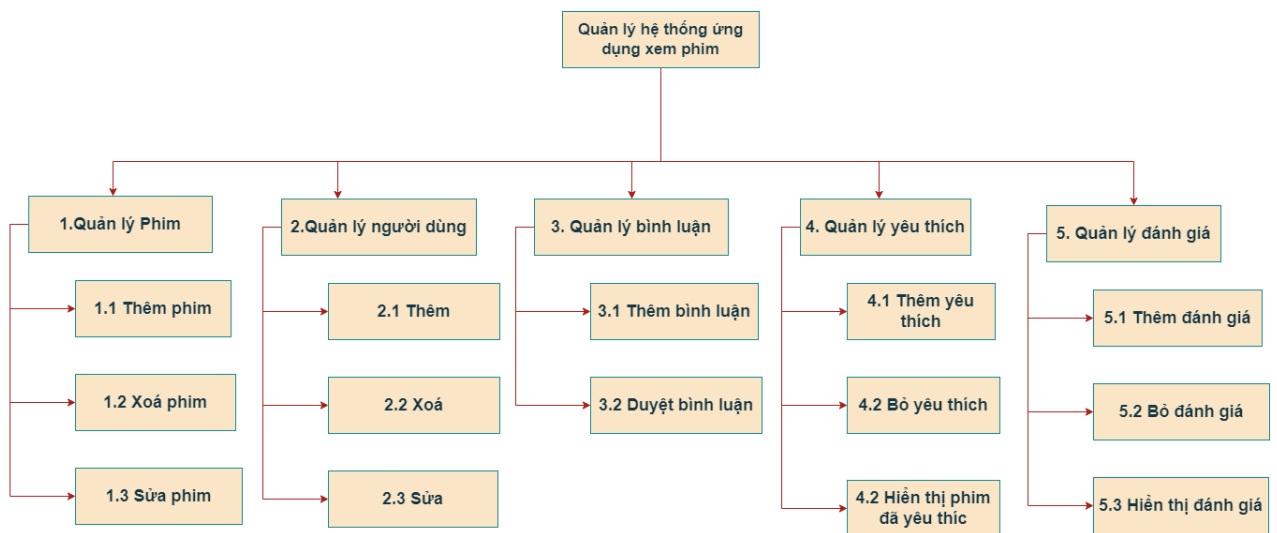 Quản lý hệ thống ứng
dụng xem phim
1.Quản lý Phim
1.1 Thêm phim
1.2 Xoá phim
1.3 Sửa phim
2.Quản lý người dùng
2.1 Thêm
2.2 Xoá
2.3 Sửa
3. Quản lý bình luận
3.1 Thêm bình luận
3.2 Duyệt bình luận
4. Quản lý yêu thích
4.1 Thêm yêu
thích
4.2 Bỏ yêu thích
4.2 Hiển thị phim
đã yêu thíc
5. Quản lý đánh giá
5.1 Thêm đánh giá
5.2 Bỏ đánh giá
5.3 Hiển thị đánh giá